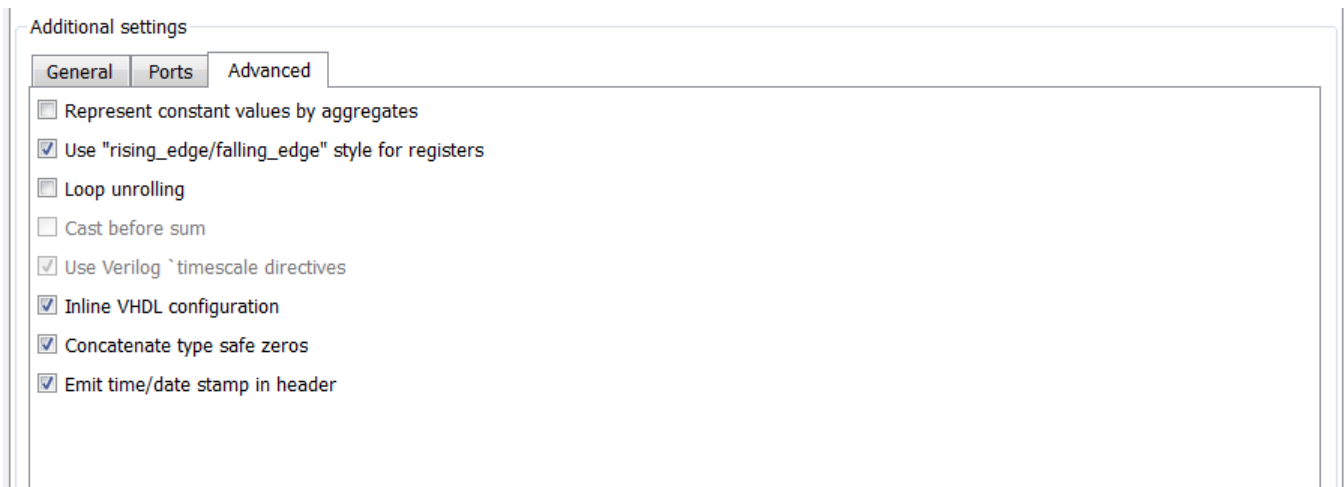 Additional settings
General Ports Advanced
Represent constant values by aggregates
Use "rising_edge/falling_edge" style for registers
Loop unrolling
Cast before sum
Use Verilog `timescale directives
Inline VHDL configuration
Concatenate type safe zeros
Emit time/date stamp in header